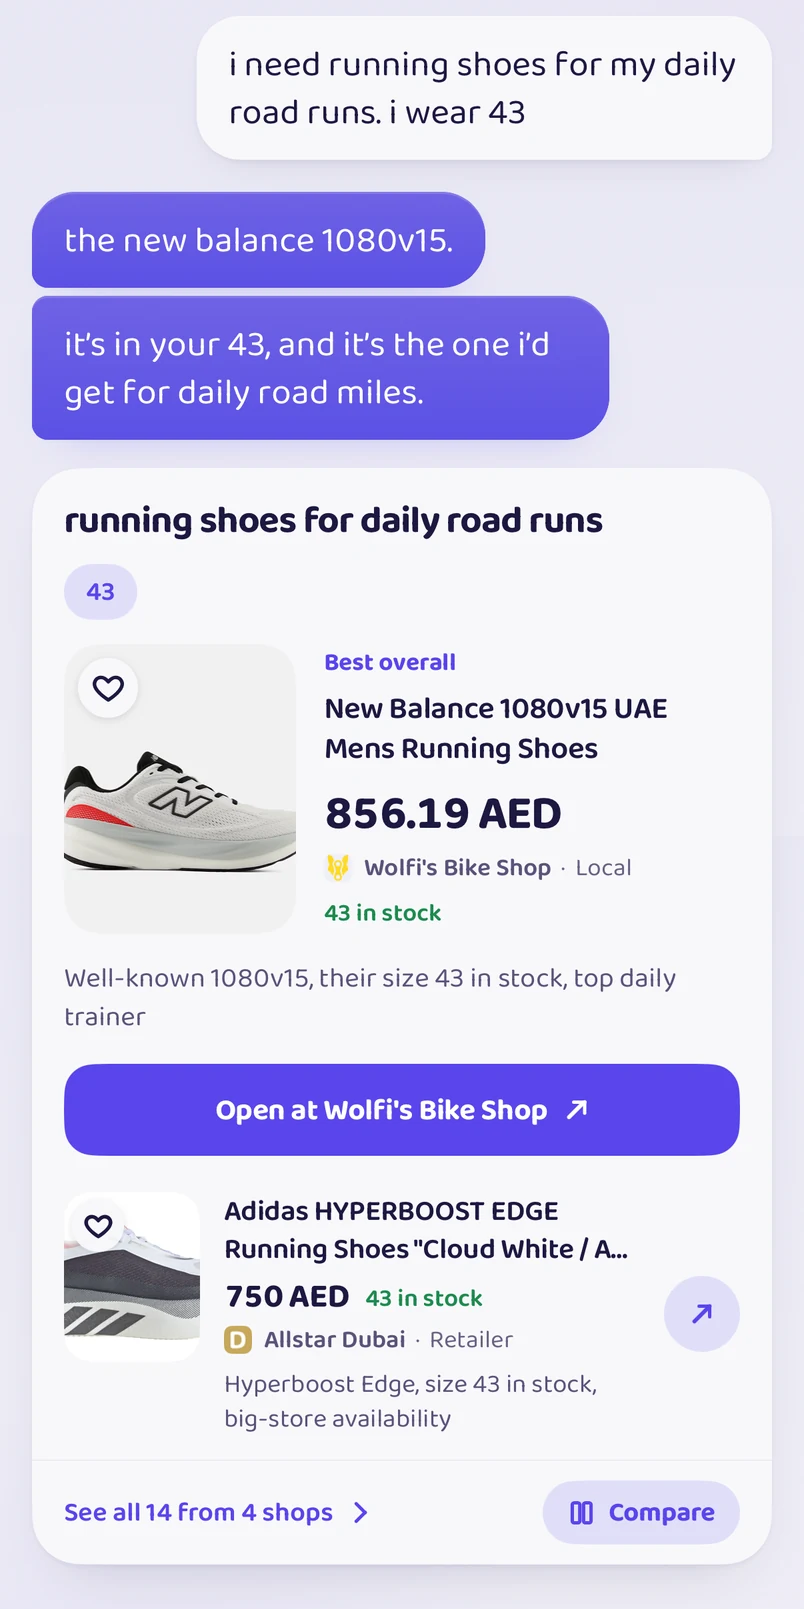 i need running shoes for my daily
road runs. i wear 43
the new balance 1080v15.
it's in your 43, and it's the one i'd
get for daily road miles.
running shoes for daily road runs
43
Best overall
New Balance 1080v15 UAE
Mens Running Shoes
856.19 AED
Wolfi's Bike Shop · Local
43 in stock
Well-known 1080v15, their size 43 in stock, top daily
trainer
Open at Wolfi's Bike Shop
Adidas HYPERBOOST EDGE
Running Shoes "Cloud White / A...
750 AED 43 in stock
D Allstar Dubai · Retailer
Hyperboost Edge, size 43 in stock,
big-store availability
See all 14 from 4 shops
Compare